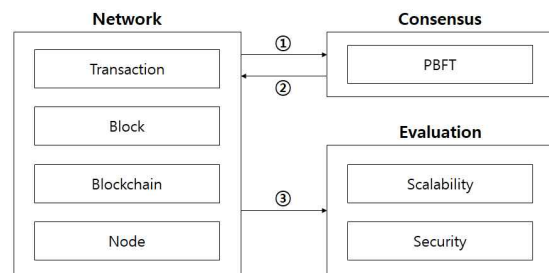 Network
Transaction
Block
Blockchain
Node
①
②
③
Consensus
PBFT
Evaluation
Scalability
Security